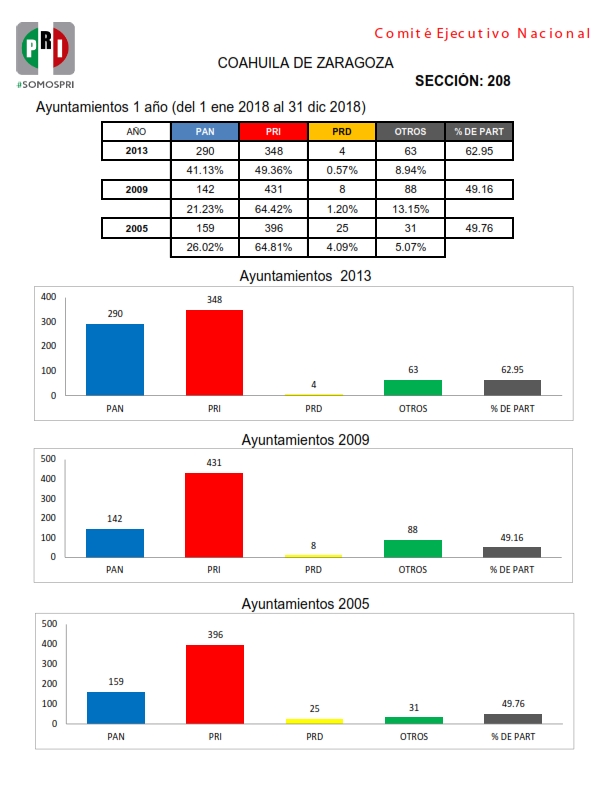 Comité Ejecutivo Nacional
PRI
#SOMOSPRI
COAHUILA DE ZARAGOZA
SECCIÓN: 208
Ayuntamientos 1 año (del 1 ene 2018 al 31 dic 2018)
AÑO PAN PRI PRD OTROS % DE PART
2013 290 348 4 63 62.95
41.13% 49.36% 0.57% 8.94%
2009 142 431 8 88 49.16
21.23% 64.42% 1.20% 13.15%
2005 159 396 25 31 49.76
26.02% 64.81% 4.09% 5.07%
Ayuntamientos 2013
400
300
200
100
0
290 348 4 63 62.95
PAN PRI PRD OTROS % DE PART
Ayuntamientos 2009
500
400
300
200
100
0
142 431 8 88 49.16
PAN PRI PRD OTROS % DE PART
Ayuntamientos 2005
500
400
300
200
100
0
159 396 25 31 49.76
PAN PRI PRD OTROS % DE PART